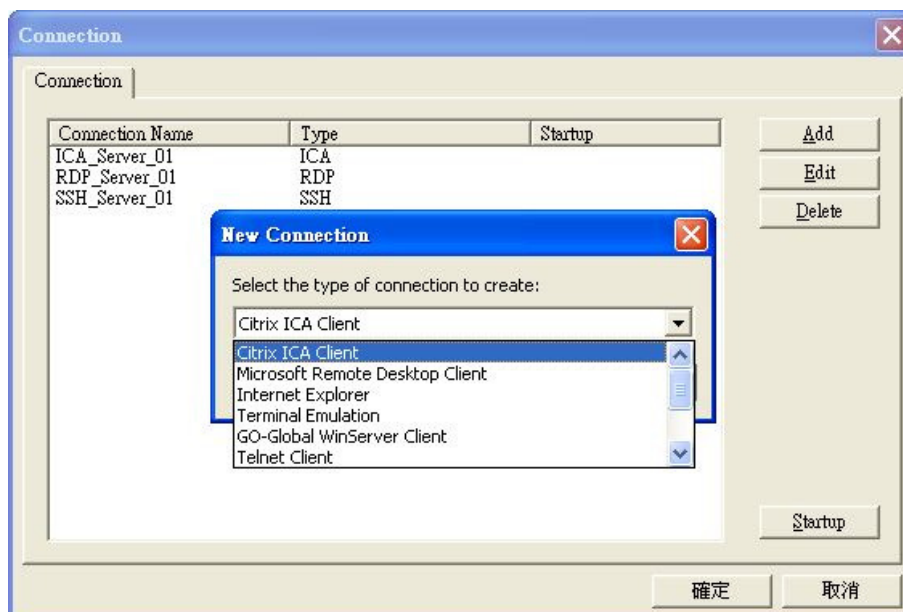 Connection
Connection
Connection Name Type Startup
ICA_Server_01 ICA
RDP_Server_01 RDP
SSH_Server_01 SSH
Add
Edit
Delete
New Connection
Select the type of connection to create:
Citrix ICA Client
Citrix ICA Client
Microsoft Remote Desktop Client
Internet Explorer
Terminal Emulation
GO-Global WinServer Client
Telnet Client
Startup
確定 取消